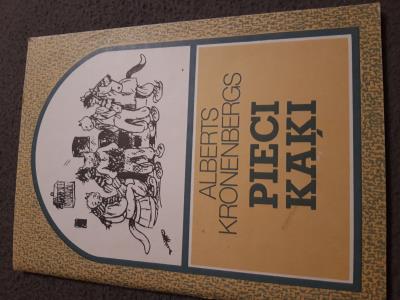 ALBERTS
KRONENBERGS
PIECI
KAĶI